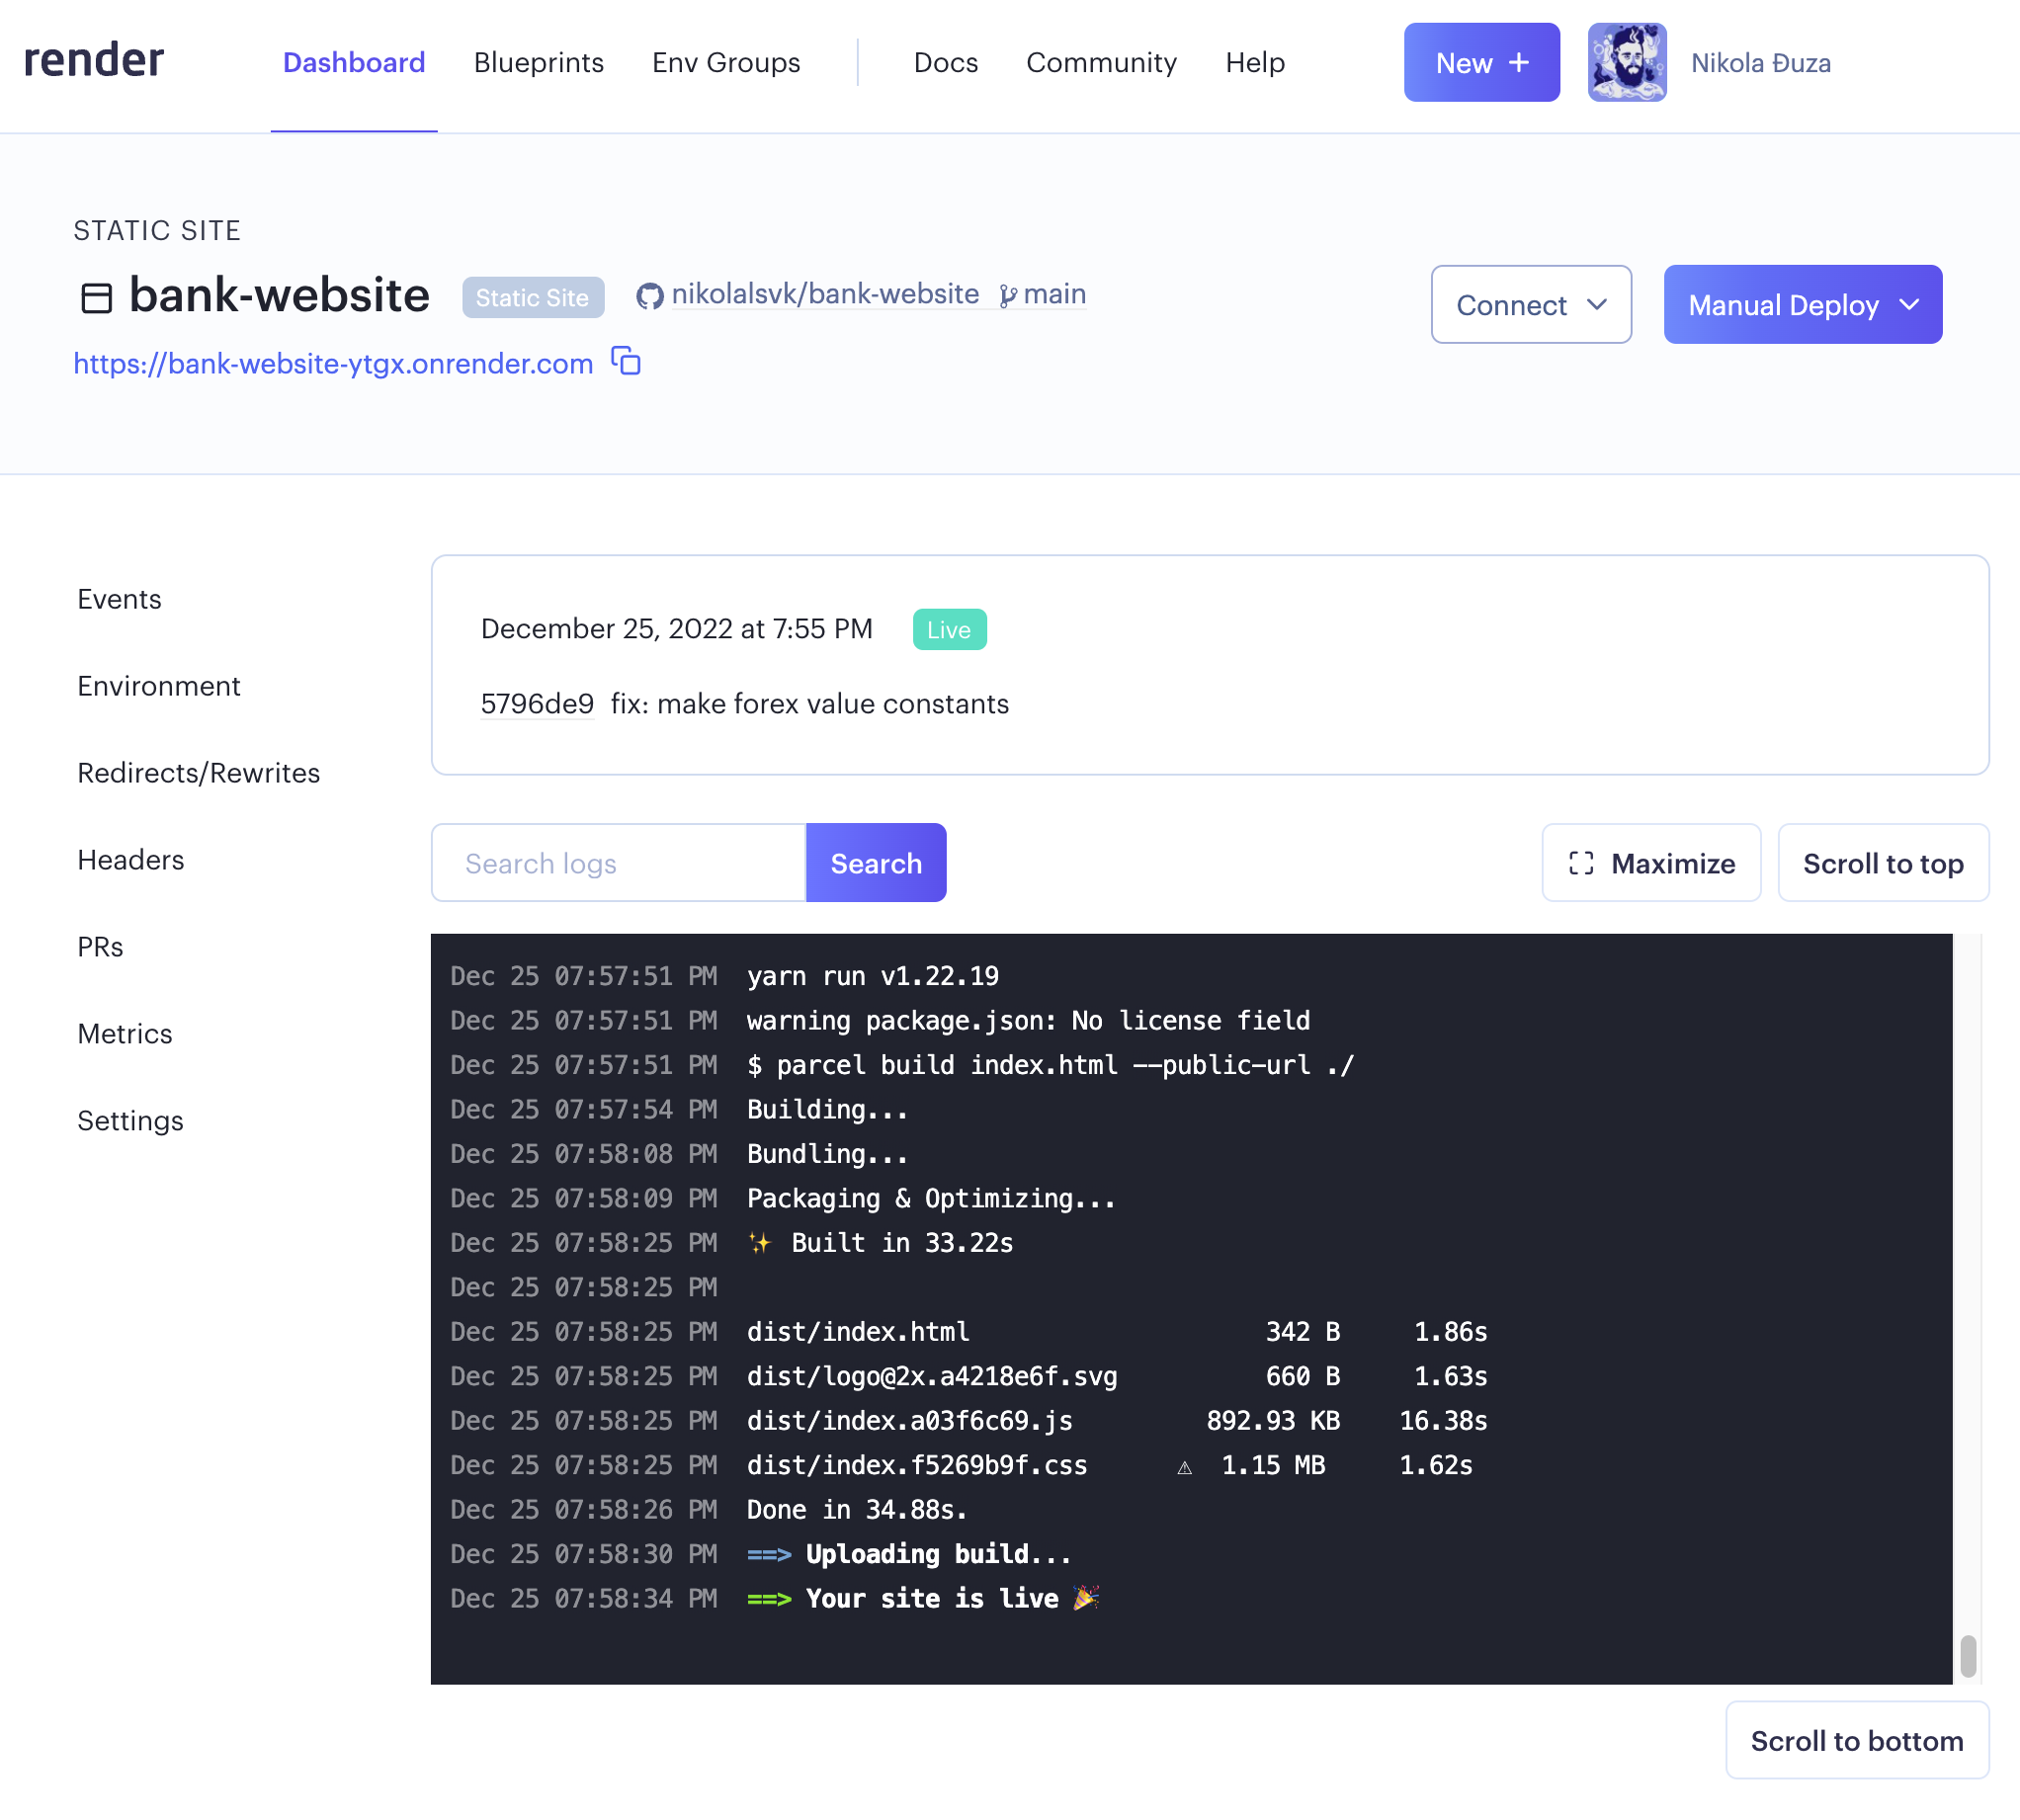 render
Dashboard Blueprints Env Groups Docs Community Help New + Nikola Đuza
STATIC SITE
bank-website Static Site nikolalsvk/bank-website main
Connect Manual Deploy
https://bank-website-ytgx.onrender.com
Events
Environment
Redirects/Rewrites
Headers
PRs
Metrics
Settings
December 25, 2022 at 7:55 PM Live
5796de9 fix: make forex value constants
Search logs Search Maximize Scroll to top
Dec 25 07:57:51 PM yarn run v1.22.19
Dec 25 07:57:51 PM warning package.json: No license field
Dec 25 07:57:51 PM $ parcel build index.html --public-url ./
Dec 25 07:57:54 PM Building...
Dec 25 07:58:08 PM Bundling...
Dec 25 07:58:09 PM Packaging & Optimizing...
Dec 25 07:58:25 PM ✨ Built in 33.22s
Dec 25 07:58:25 PM
Dec 25 07:58:25 PM dist/index.html 342 B 1.86s
Dec 25 07:58:25 PM dist/logo@2x.a4218e6f.svg 660 B 1.63s
Dec 25 07:58:25 PM dist/index.a03f6c69.js 892.93 KB 16.38s
Dec 25 07:58:25 PM dist/index.f5269b9f.css ⚠ 1.15 MB 1.62s
Dec 25 07:58:26 PM Done in 34.88s.
Dec 25 07:58:30 PM ==> Uploading build...
Dec 25 07:58:34 PM ==> Your site is live 🎉
Scroll to bottom